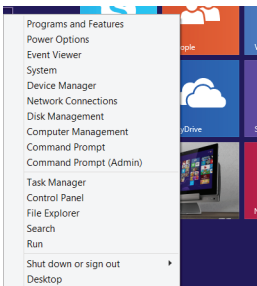 Programs and Features
Power Options
Event Viewer
System
Device Manager
Network Connections
Disk Management
Computer Management
Command Prompt
Command Prompt (Admin)
Task Manager
Control Panel
File Explorer
Search
Run
Shut down or sign out
Desktop